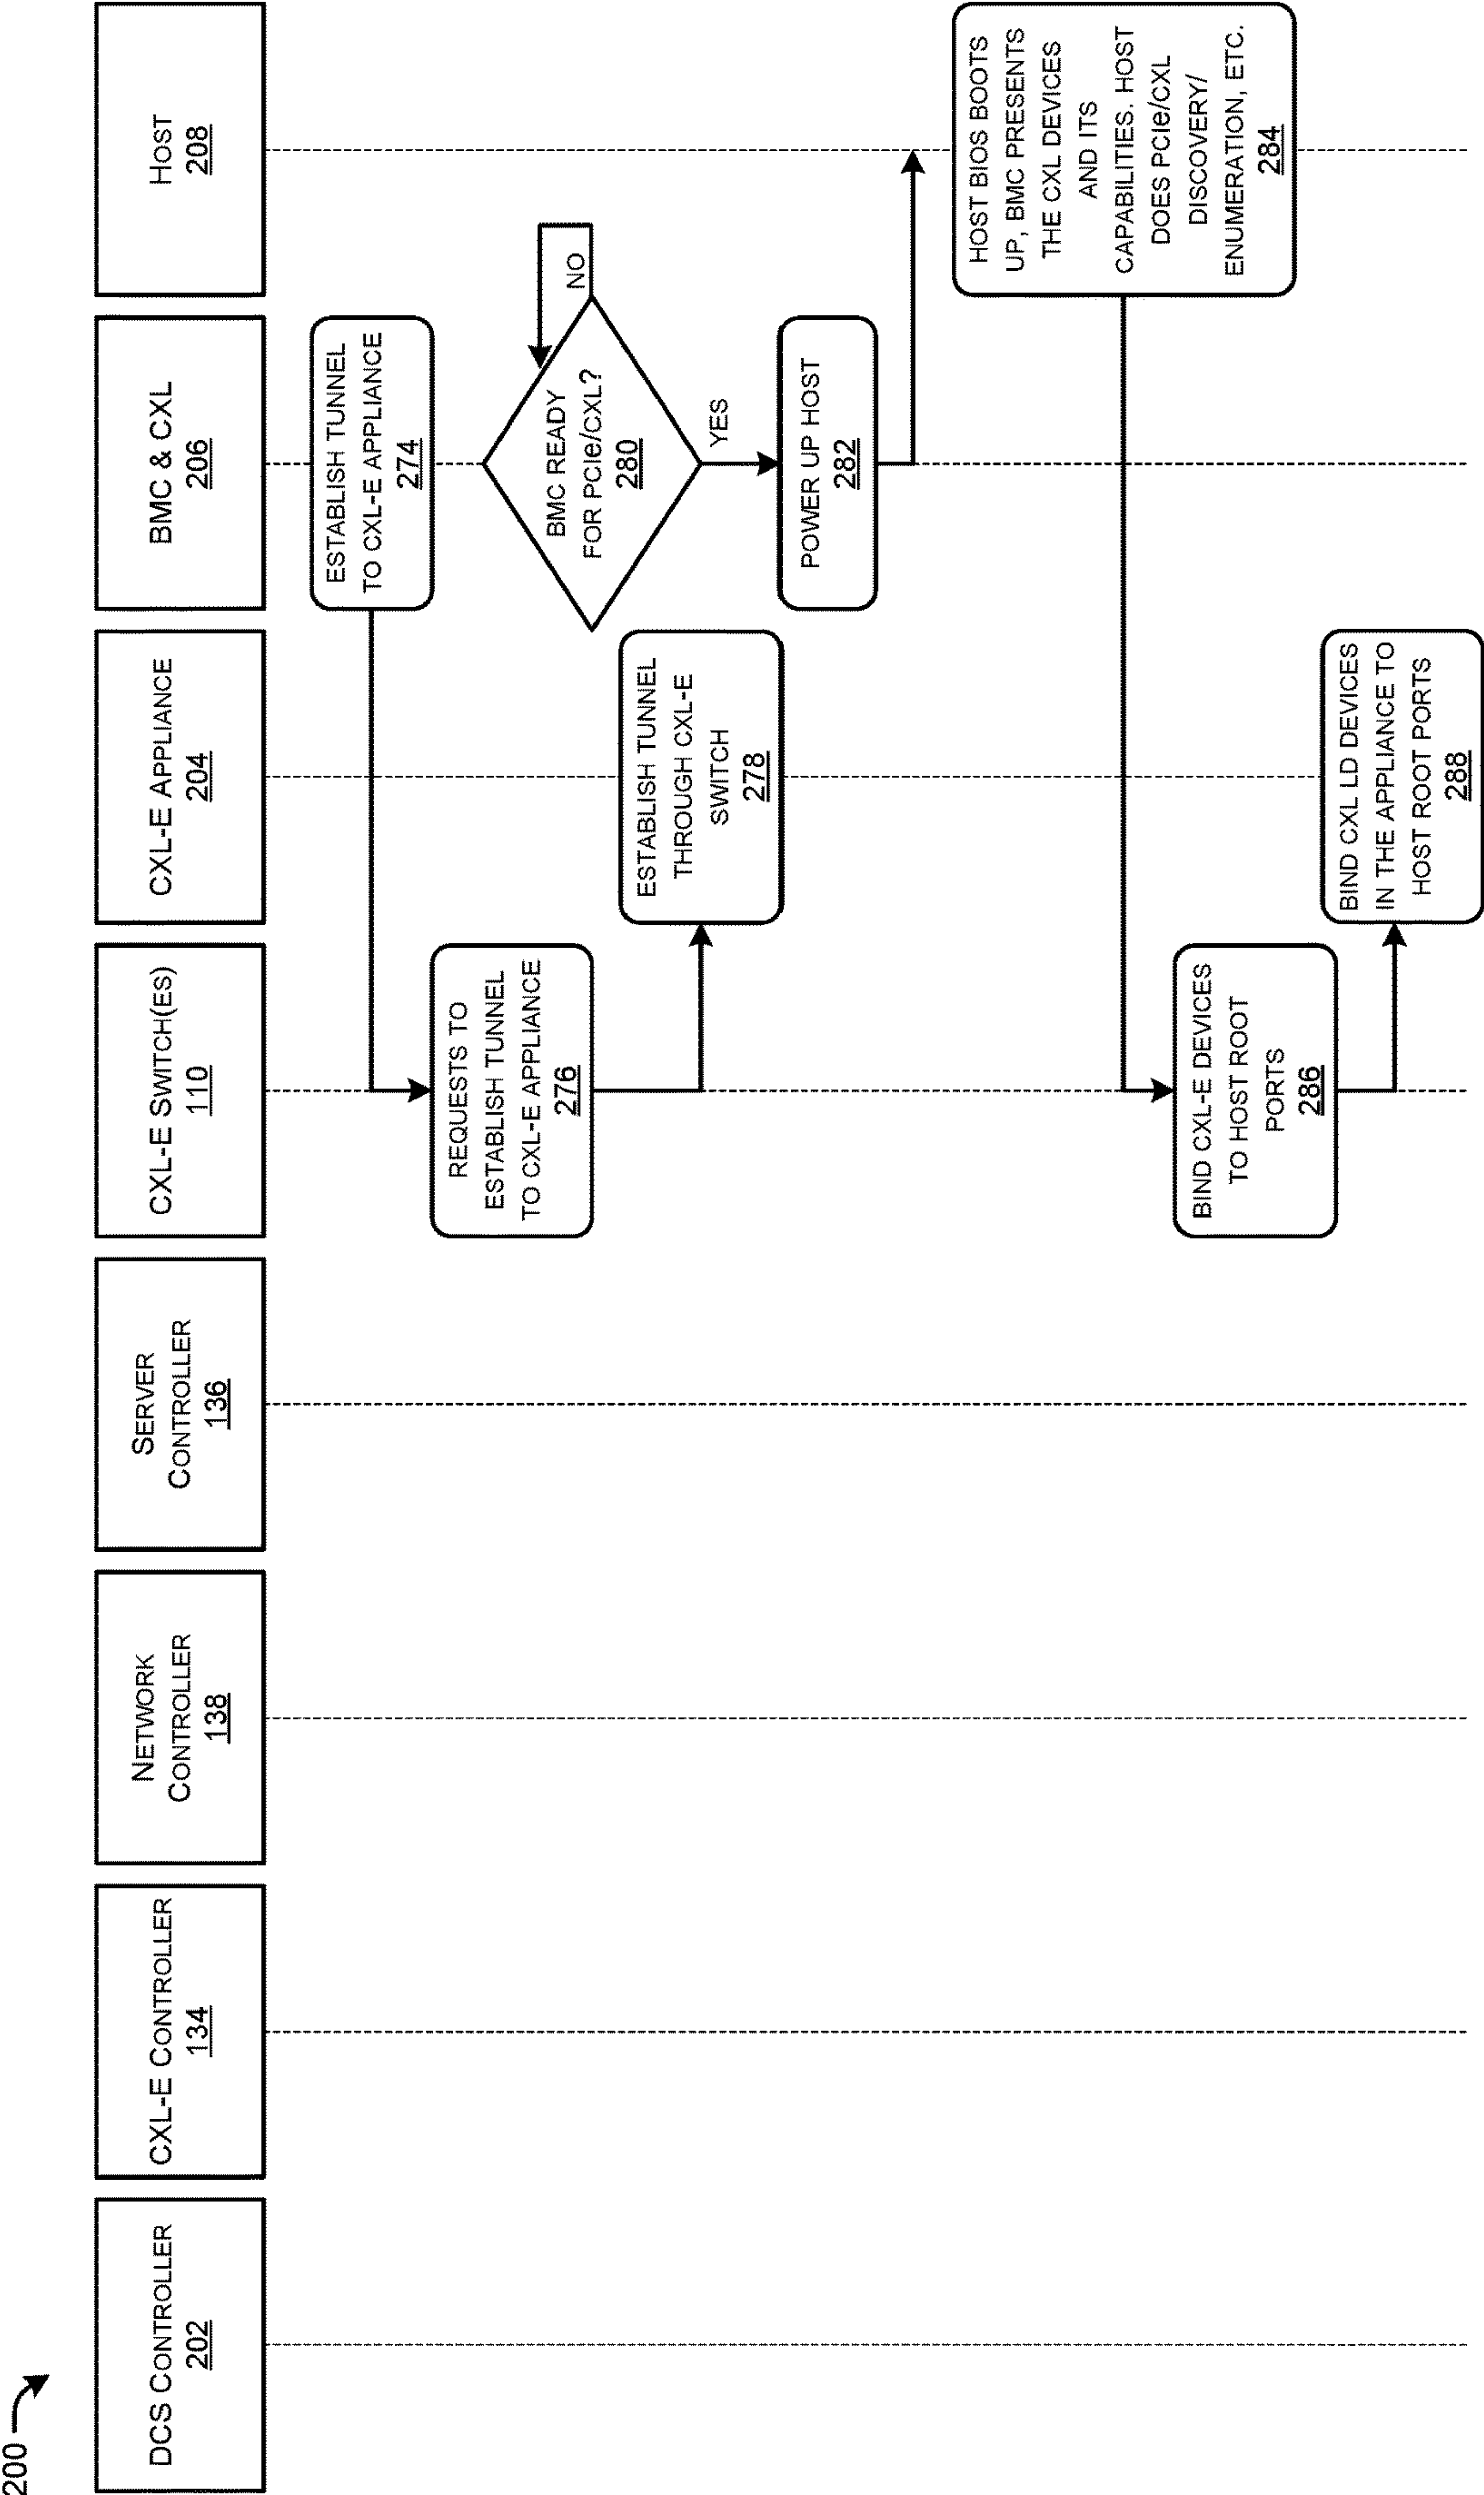 200
DCS CONTROLLER
202
CXL-E CONTROLLER
134
NETWORK
CONTROLLER
138
SERVER
CONTROLLER
136
CXL-E SWITCH(ES)
110
CXL-E APPLIANCE
204
BMC & CXL
206
HOST
208
ESTABLISH TUNNEL
TO CXL-E APPLIANCE
274
REQUESTS TO
ESTABLISH TUNNEL
TO CXL-E APPLIANCE
276
ESTABLISH TUNNEL
THROUGH CXL-E
SWITCH
278
BMC READY
FOR PCIe/CXL?
280
NO
YES
POWER UP HOST
282
HOST BIOS BOOTS
UP, BMC PRESENTS
THE CXL DEVICES
AND ITS
CAPABILITIES. HOST
DOES PCIe/CXL
DISCOVERY/
ENUMERATION, ETC.
284
BIND CXL-E DEVICES
TO HOST ROOT
PORTS
286
BIND CXL LD DEVICES
IN THE APPLIANCE TO
HOST ROOT PORTS
288